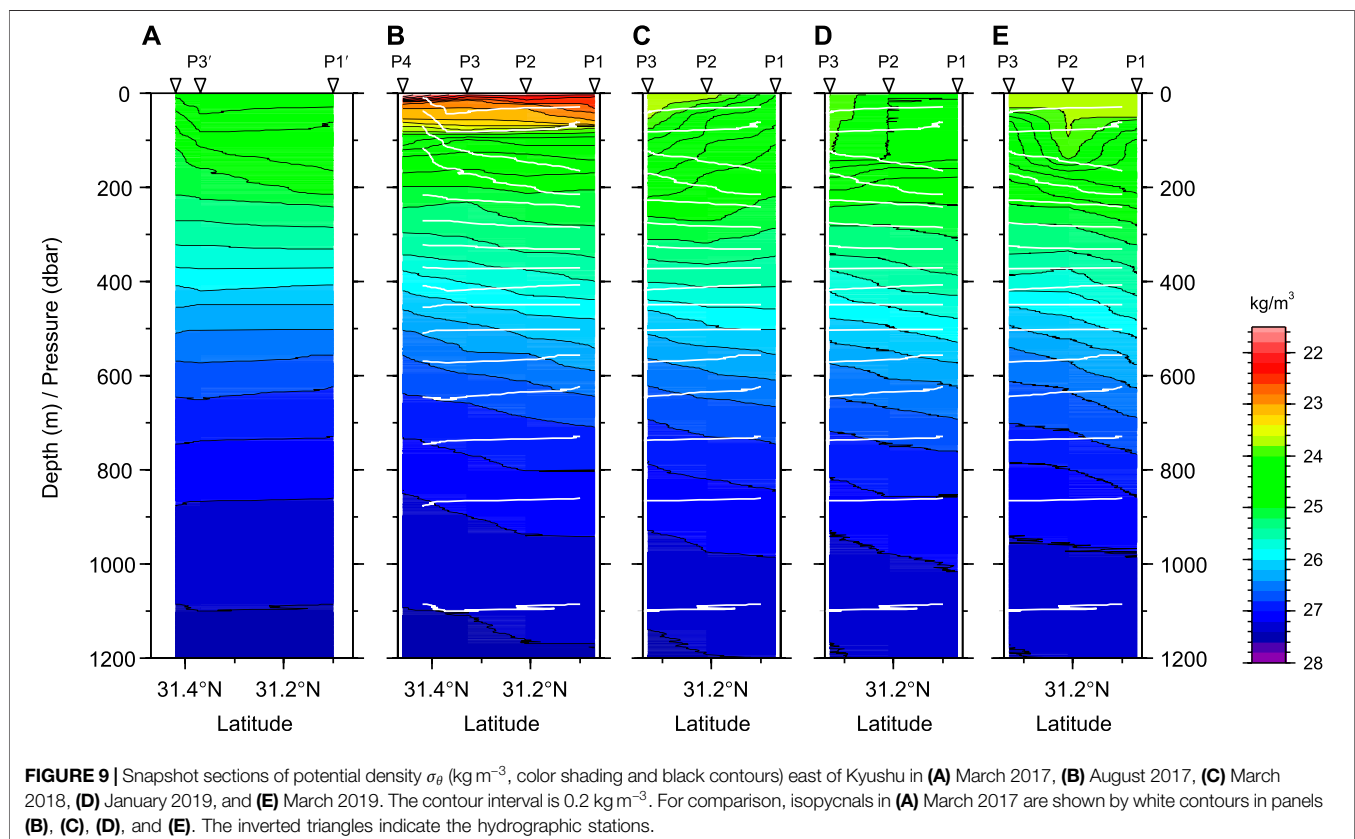 A B C D E
P3′ P1′ P4 P3 P2 P1 P3 P2 P1 P3 P2 P1 P3 P2 P1
0 0
200 200
400 400
600 600
800 800
1000 1000
1200 1200
Depth (m) / Pressure (dbar)
31.4°N 31.2°N 31.4°N 31.2°N 31.2°N 31.2°N 31.2°N
Latitude Latitude Latitude Latitude Latitude
kg/m³
22
23
24
25
26
27
28
FIGURE 9 | Snapshot sections of potential density σθ (kg m−3, color shading and black contours) east of Kyushu in (A) March 2017, (B) August 2017, (C) March
2018, (D) January 2019, and (E) March 2019. The contour interval is 0.2 kg m−3. For comparison, isopycnals in (A) March 2017 are shown by white contours in panels
(B), (C), (D), and (E). The inverted triangles indicate the hydrographic stations.